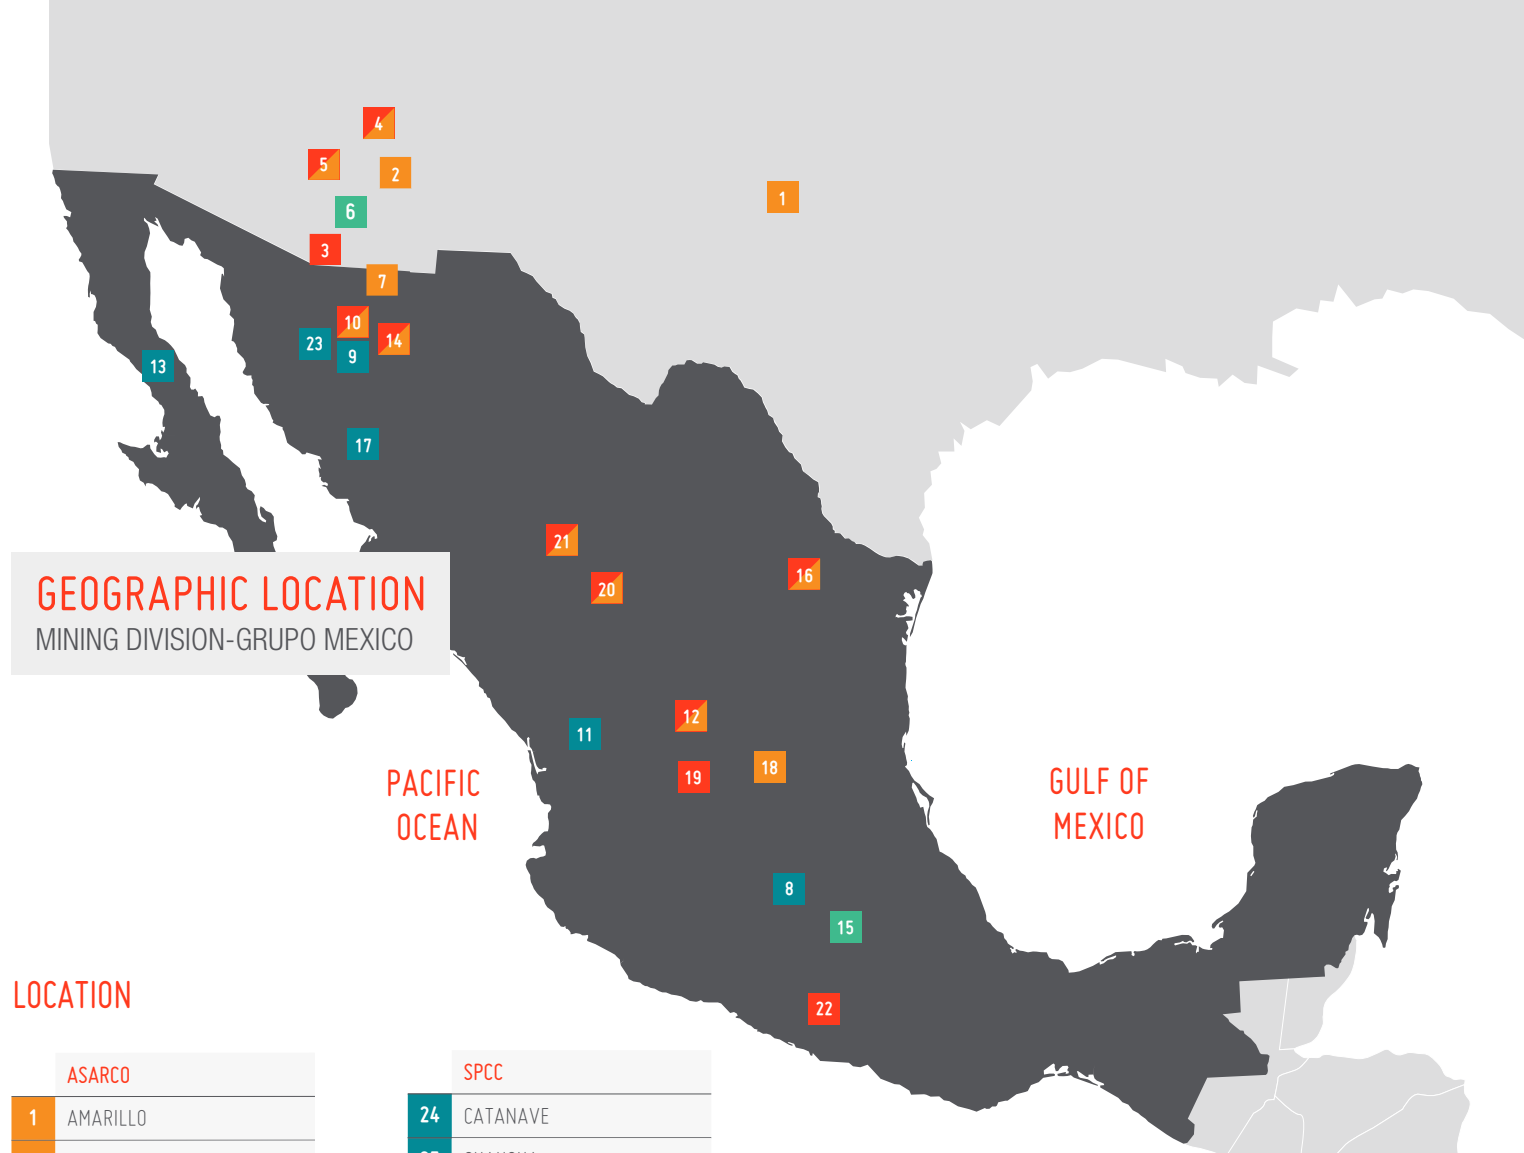 4
5
2
1
6
3
7
10
14
23
9
13
17
21
16
20
GEOGRAPHIC LOCATION
MINING DIVISION-GRUPO MEXICO
12
11
18
19
PACIFIC
OCEAN
GULF OF
MEXICO
8
15
LOCATION
22
ASARCO
1 AMARILLO
SPCC
24 CATANAVE